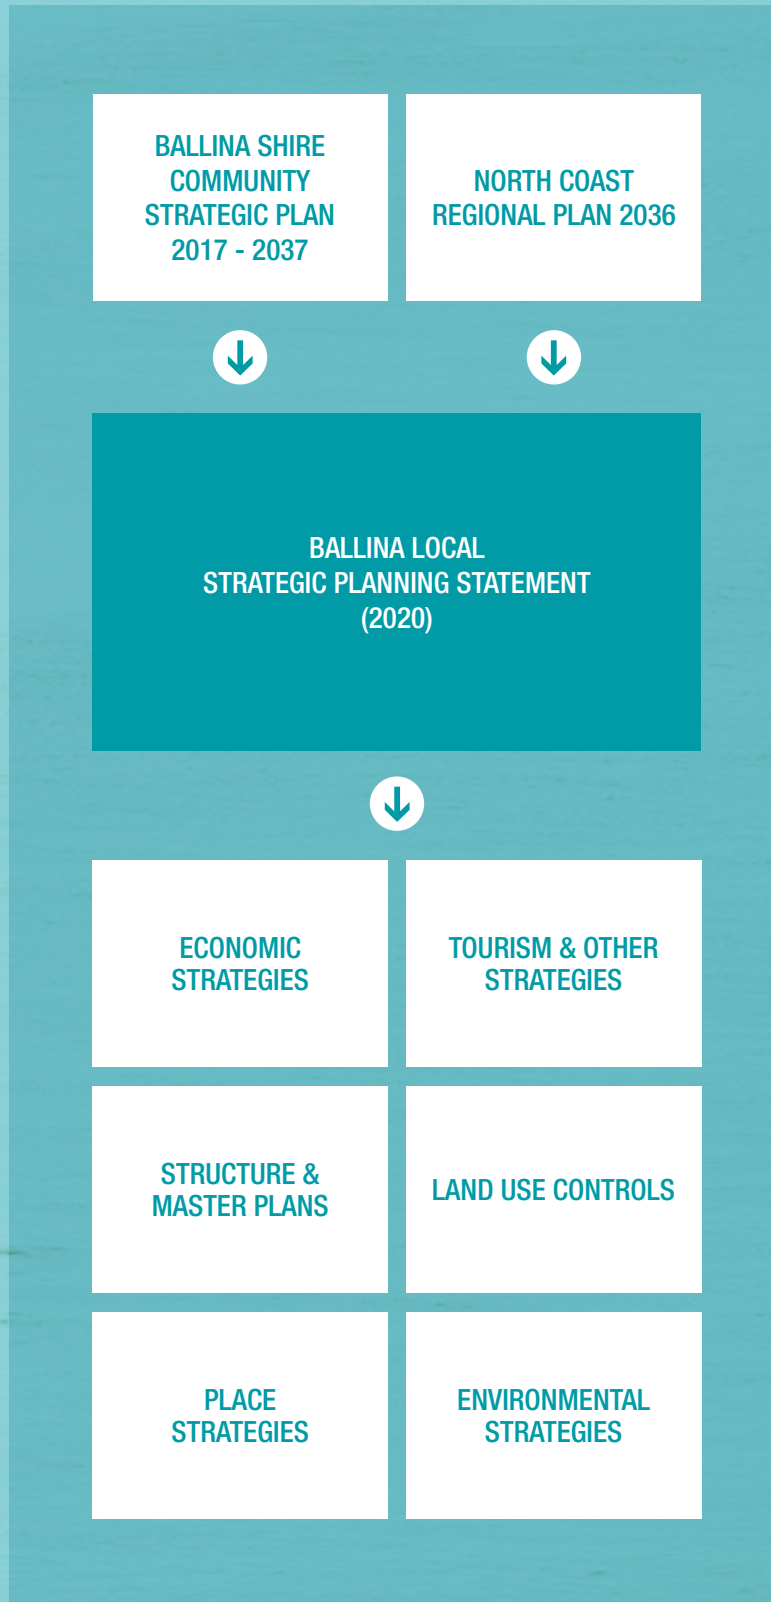 BALLINA SHIRE
COMMUNITY
STRATEGIC PLAN
2017 - 2037
NORTH COAST
REGIONAL PLAN 2036
BALLINA LOCAL
STRATEGIC PLANNING STATEMENT
(2020)
ECONOMIC
STRATEGIES
TOURISM & OTHER
STRATEGIES
STRUCTURE &
MASTER PLANS
LAND USE CONTROLS
PLACE
STRATEGIES
ENVIRONMENTAL
STRATEGIES